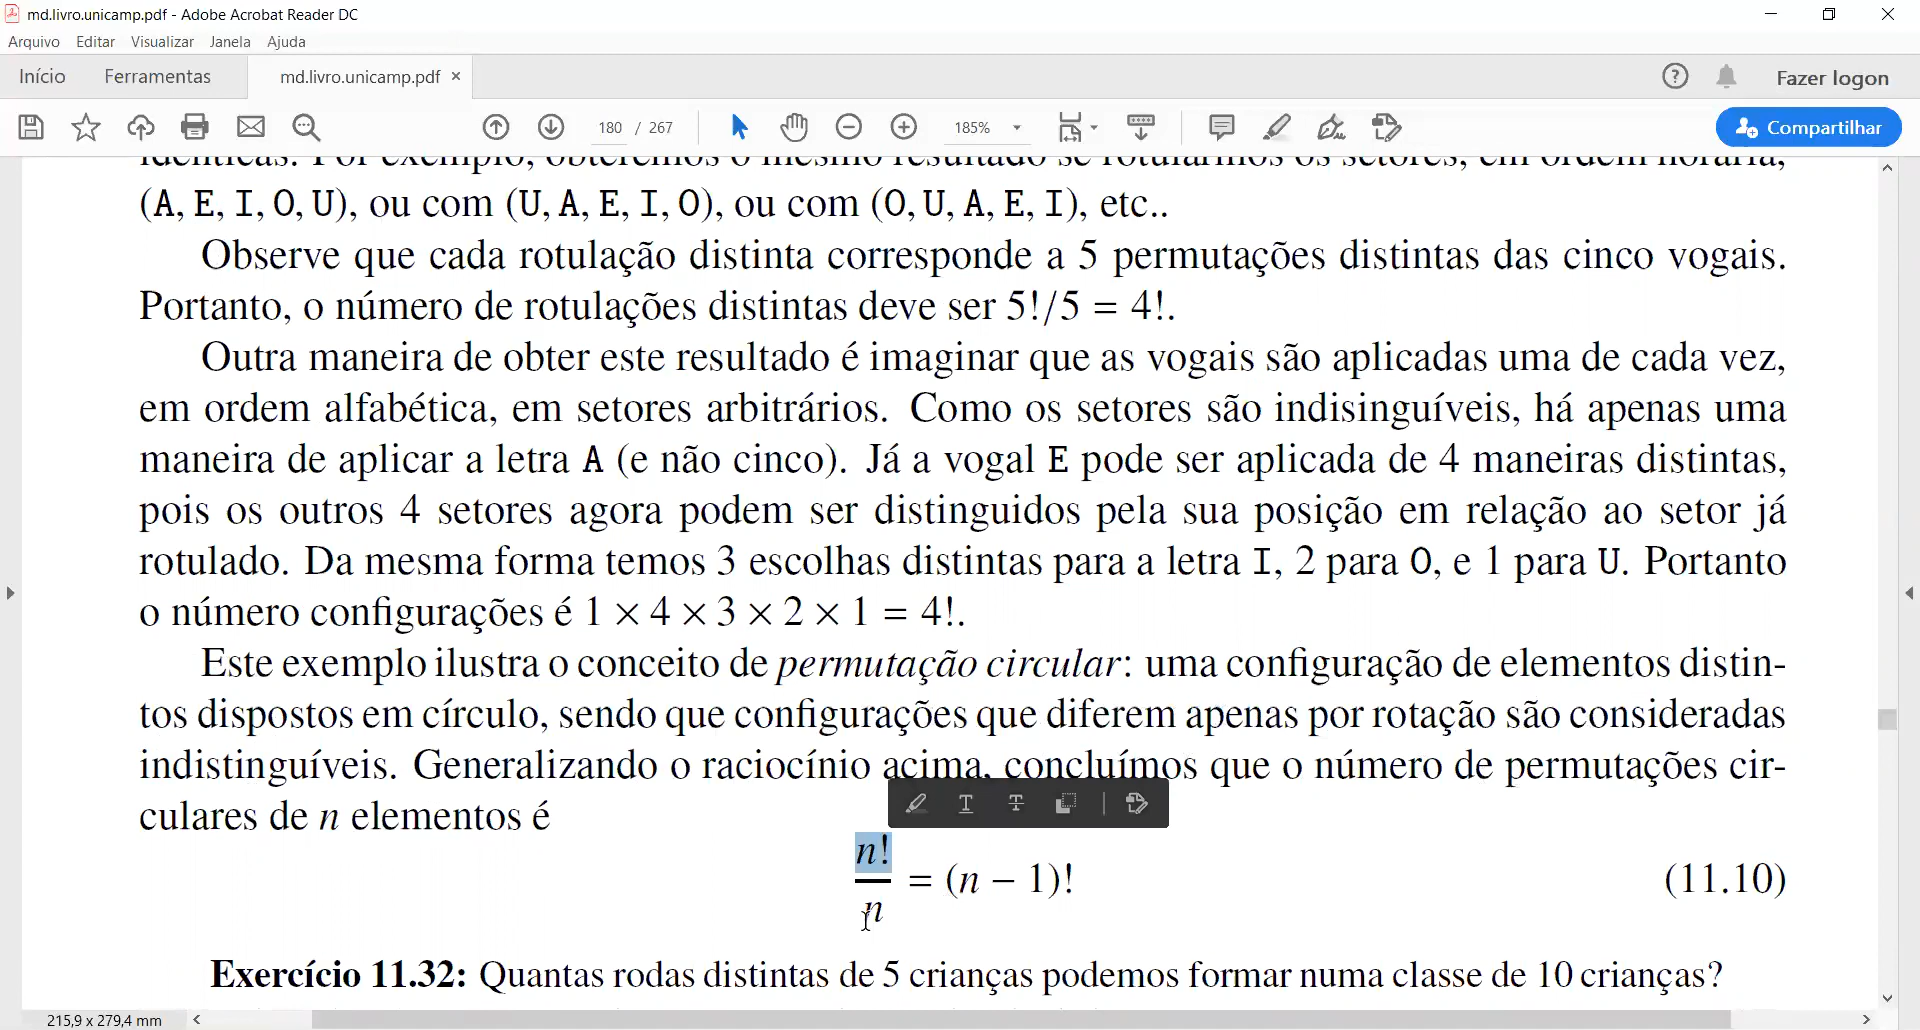 md.livro.unicamp.pdf - Adobe Acrobat Reader DC
Arquivo Editar Visualizar Janela Ajuda
Início Ferramentas md.livro.unicamp.pdf × Fazer logon
180 / 267 185% Compartilhar
idênticas. Por exemplo, obteremos o mesmo resultado se rotularmos os setores, em ordem horária,
(A, E, I, O, U), ou com (U, A, E, I, O), ou com (O, U, A, E, I), etc..
Observe que cada rotulação distinta corresponde a 5 permutações distintas das cinco vogais.
Portanto, o número de rotulações distintas deve ser 5!/5 = 4!.
Outra maneira de obter este resultado é imaginar que as vogais são aplicadas uma de cada vez,
em ordem alfabética, em setores arbitrários. Como os setores são indisinguíveis, há apenas uma
maneira de aplicar a letra A (e não cinco). Já a vogal E pode ser aplicada de 4 maneiras distintas,
pois os outros 4 setores agora podem ser distinguidos pela sua posição em relação ao setor já
rotulado. Da mesma forma temos 3 escolhas distintas para a letra I, 2 para O, e 1 para U. Portanto
o número configurações é 1 × 4 × 3 × 2 × 1 = 4!.
Este exemplo ilustra o conceito de permutação circular: uma configuração de elementos distin-
tos dispostos em círculo, sendo que configurações que diferem apenas por rotação são consideradas
indistinguíveis. Generalizando o raciocínio acima, concluímos que o número de permutações cir-
culares de n elementos é
n!
= (n − 1)! (11.10)
n
Exercício 11.32: Quantas rodas distintas de 5 crianças podemos formar numa classe de 10 crianças?
215,9 x 279,4 mm